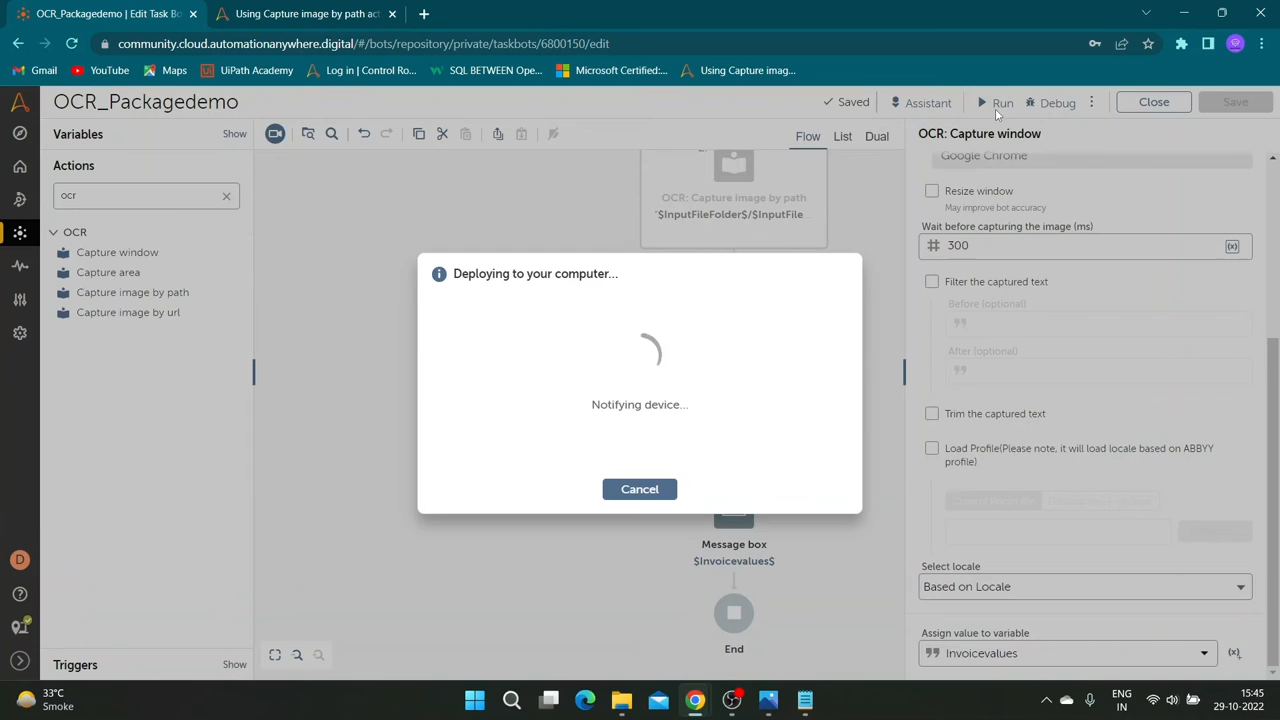 OCR_Packagedemo | Edit Task Bo
Using Capture image by path act
community.cloud.automationanywhere.digital/#/bots/repository/private/taskbots/6800150/edit
Gmail
YouTube
Maps
UiPath Academy
Log in | Control Ro...
SQL BETWEEN Ope...
Microsoft Certified:...
Using Capture imag...
OCR_Packagedemo
Saved
Assistant
Run
Debug
Close
Save
Variables
Show
Flow
List
Dual
OCR: Capture window
Actions
ocr
OCR
Capture window
Capture area
Capture image by path
Capture image by url
OCR: Capture image by path
"$InputFileFolder$/$InputFile...
Deploying to your computer...
Notifying device...
Cancel
Message box
$Invoicevalues$
End
Google Chrome
Resize window
May improve bot accuracy
Wait before capturing the image (ms)
300
Filter the captured text
Before (optional)
After (optional)
Trim the captured text
Load Profile(Please note, it will load locale based on ABBYY
profile)
Select locale
Based on Locale
Assign value to variable
Invoicevalues
Triggers
Show
D
33°C
Smoke
ENG
IN
15:45
29-10-2022